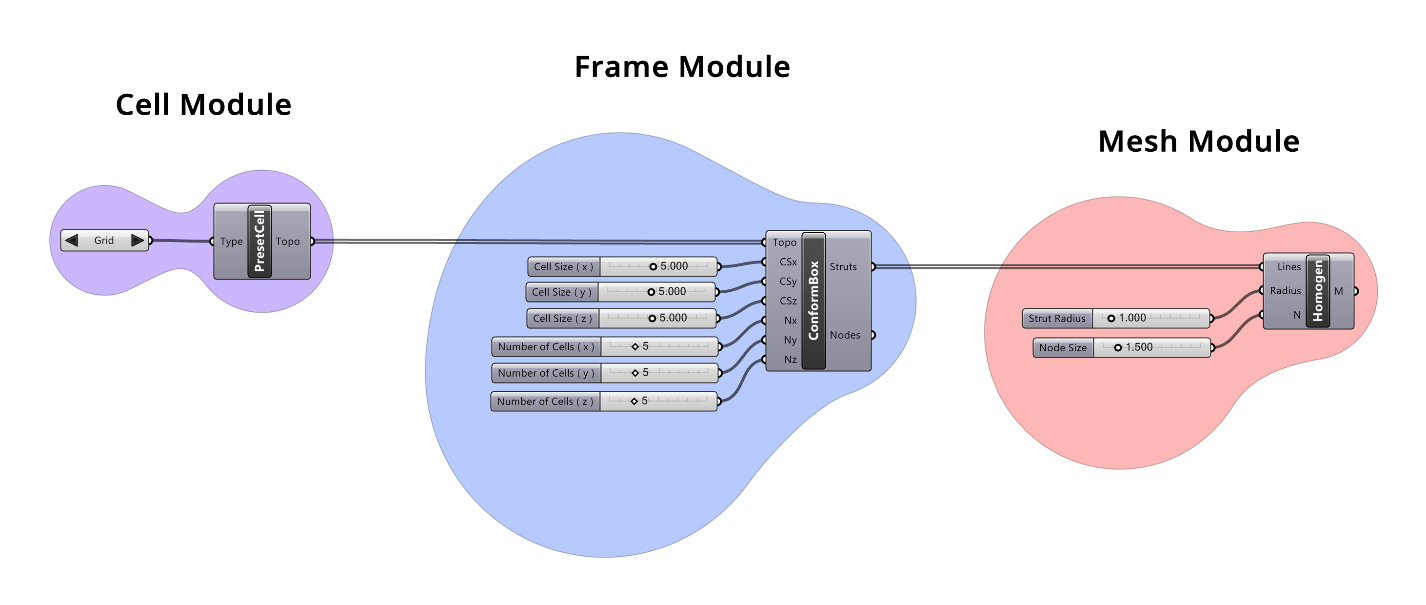 Frame Module
Cell Module
Mesh Module
Grid
Type
PresetCell
Topo
Cell Size ( x )
5.000
Cell Size ( y )
5.000
Cell Size ( z )
5.000
Number of Cells ( x )
5
Number of Cells ( y )
5
Number of Cells ( z )
5
Topo
CSx
CSy
CSz
Nx
Ny
Nz
ConformBox
Struts
Nodes
Strut Radius
1.000
Node Size
1.500
Lines
Radius
N
Homogen
M